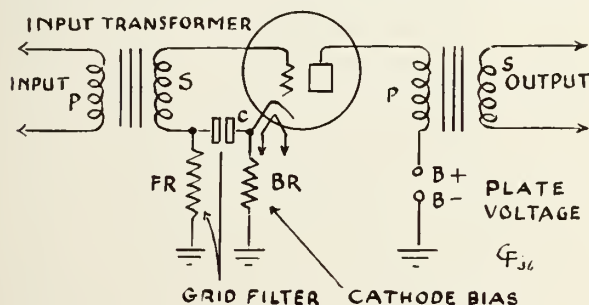 INPUT TRANSFORMER
INPUT
P
S
C
P
S
OUTPUT
FR
BR
B+
B-
PLATE
VOLTAGE
GRID FILTER CATHODE BIAS